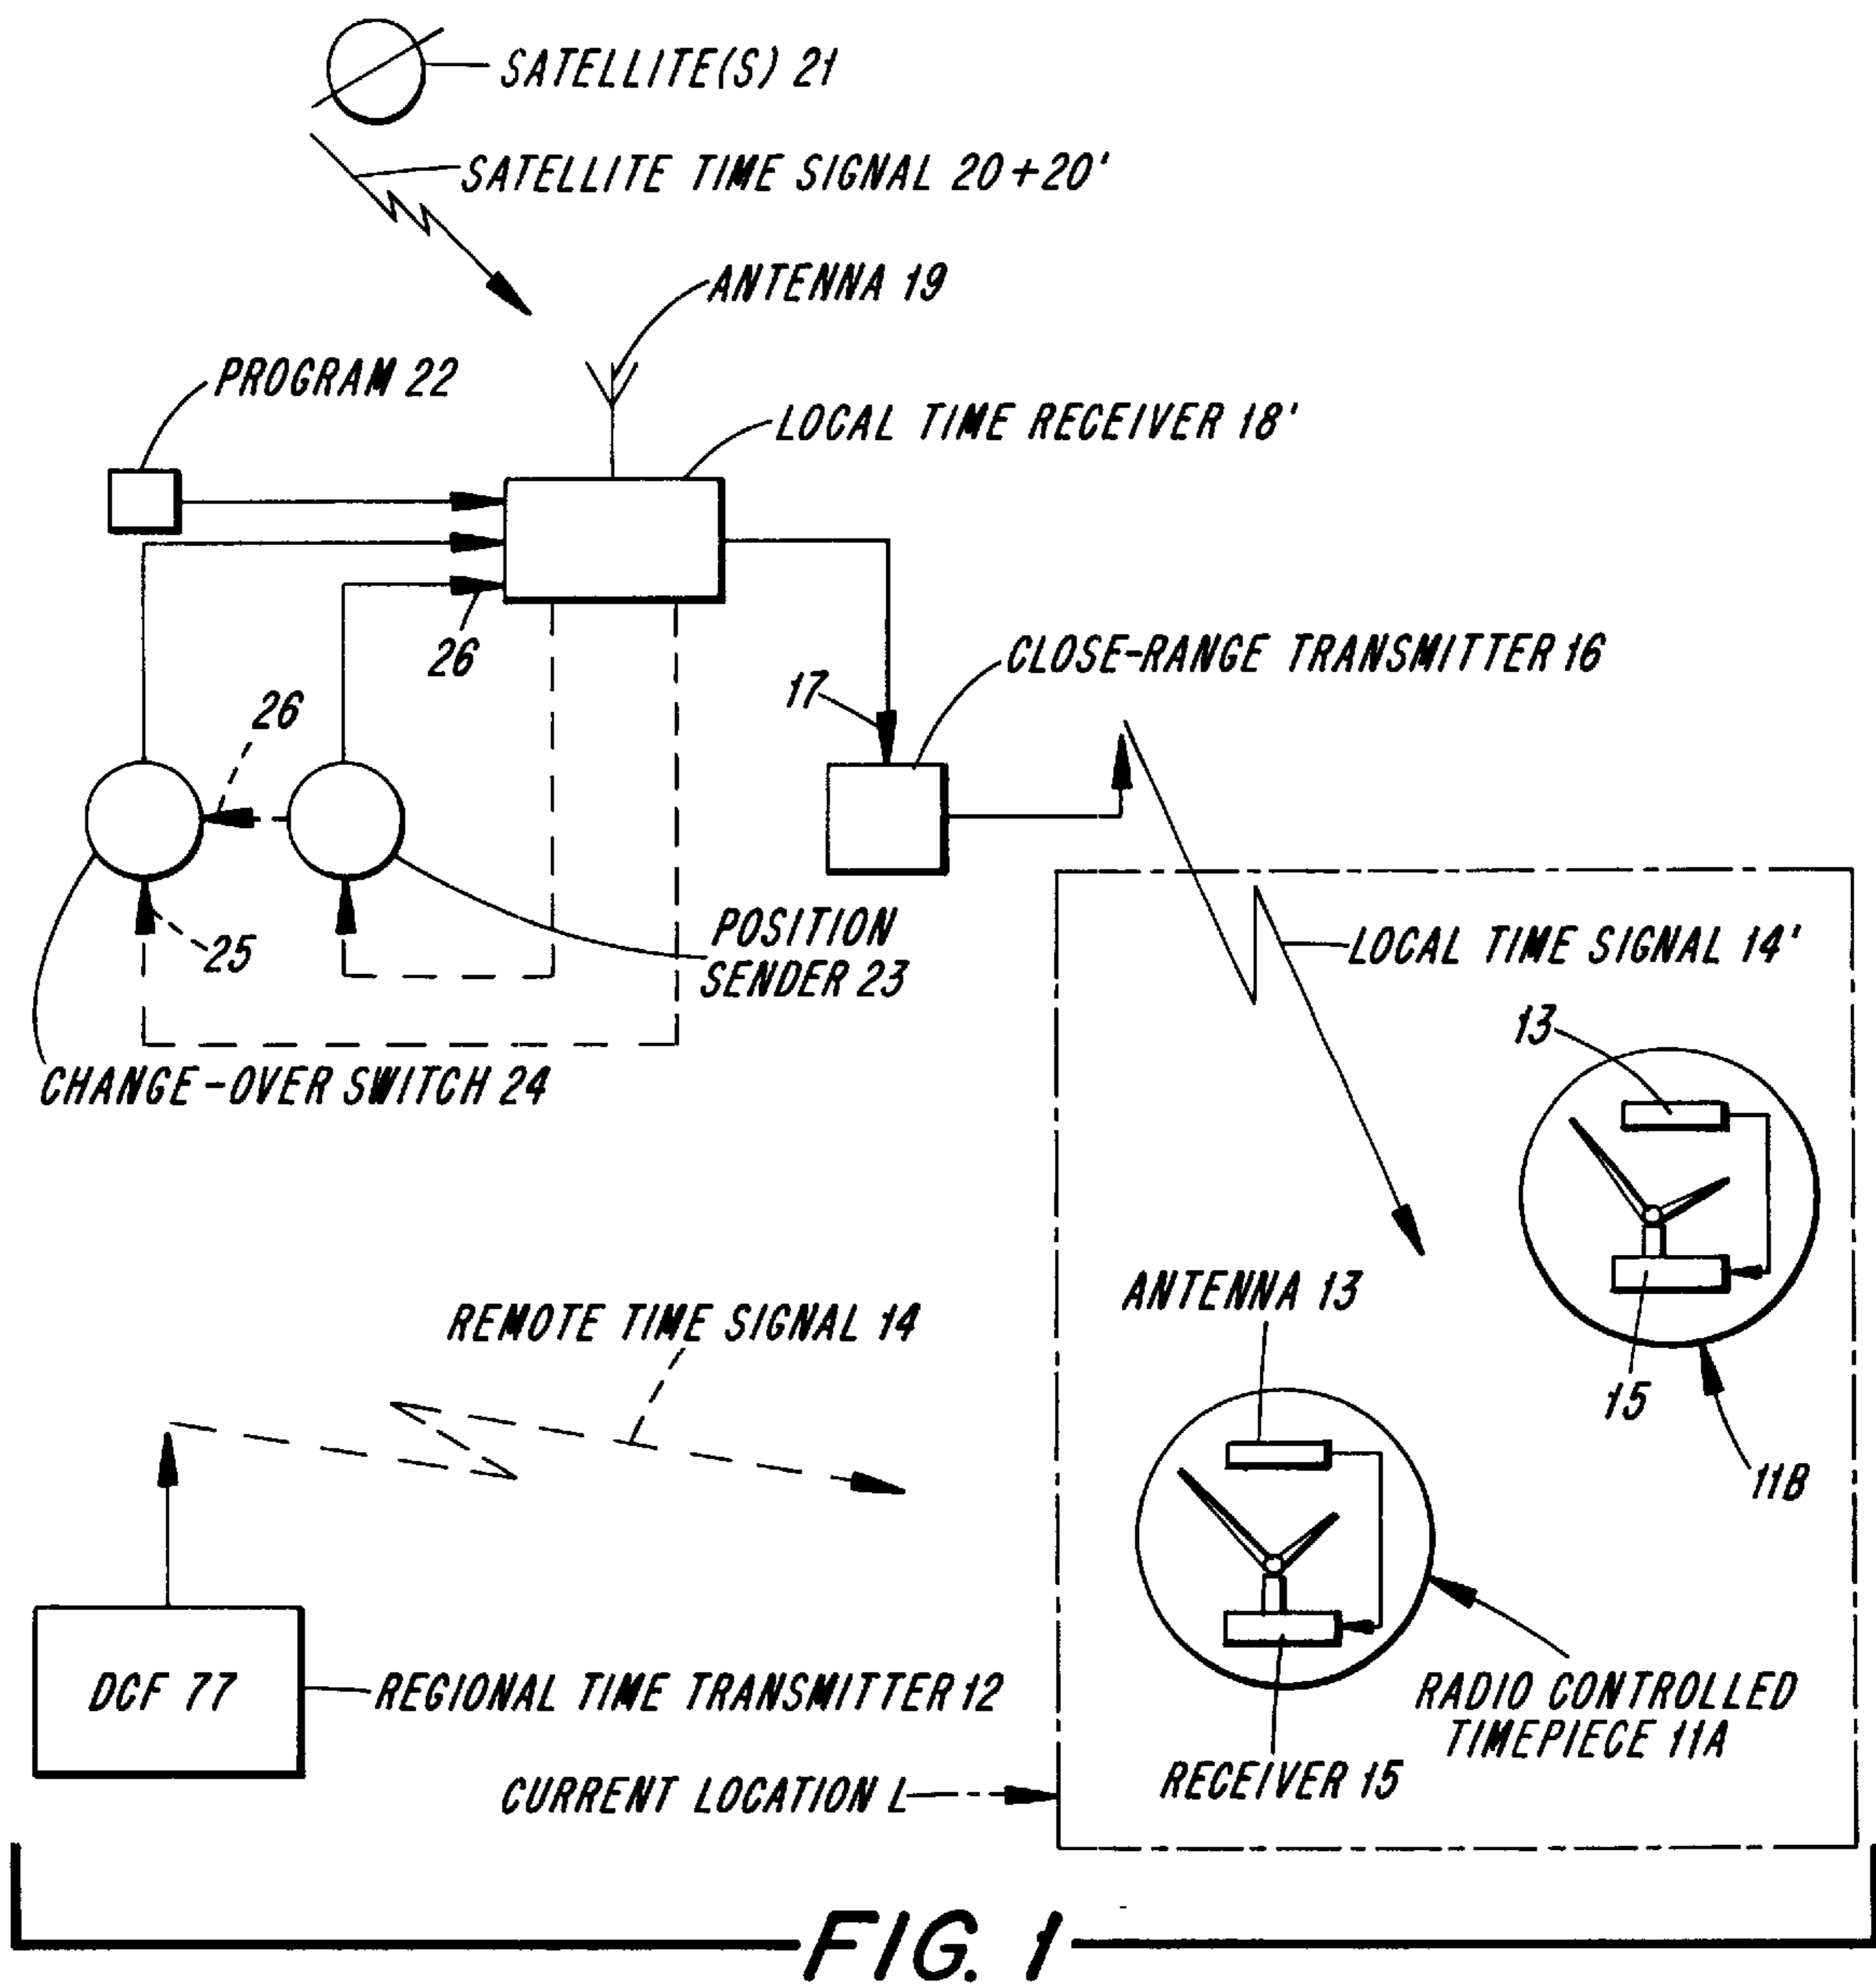 SATELLITE(S) 21
SATELLITE TIME SIGNAL 20+20'
ANTENNA 19
PROGRAM 22
LOCAL TIME RECEIVER 18'
26
CLOSE-RANGE TRANSMITTER 16
17
26
25
POSITION
SENDER 23
LOCAL TIME SIGNAL 14'
13
CHANGE-OVER SWITCH 24
ANTENNA 13
REMOTE TIME SIGNAL 14
15
11B
DCF 77
REGIONAL TIME TRANSMITTER 12
RADIO CONTROLLED
TIMEPIECE 11A
RECEIVER 15
CURRENT LOCATION L
FIG. 1